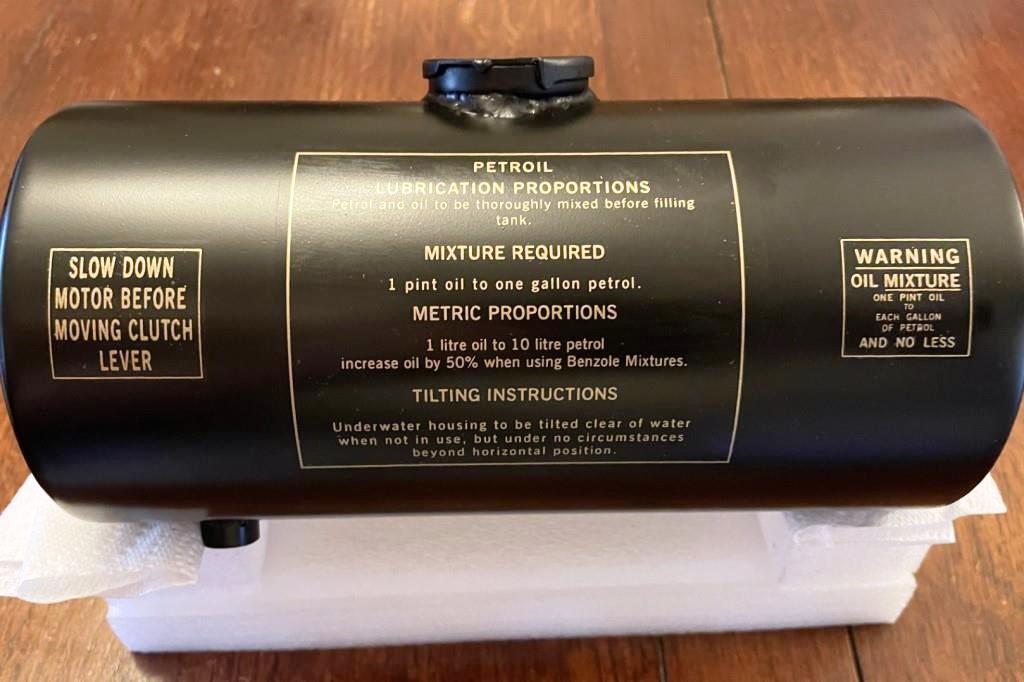 SLOW DOWN
MOTOR BEFORE
MOVING CLUTCH
LEVER
PETROIL
LUBRICATION PROPORTIONS
Petrol and oil to be thoroughly mixed before filling
tank.
MIXTURE REQUIRED
1 pint oil to one gallon petrol.
METRIC PROPORTIONS
1 litre oil to 10 litre petrol
increase oil by 50% when using Benzole Mixtures.
TILTING INSTRUCTIONS
Underwater housing to be tilted clear of water
when not in use, but under no circumstances
beyond horizontal position.
WARNING
OIL MIXTURE
ONE PINT OIL
TO
EACH GALLON
OF PETROL
AND NO LESS